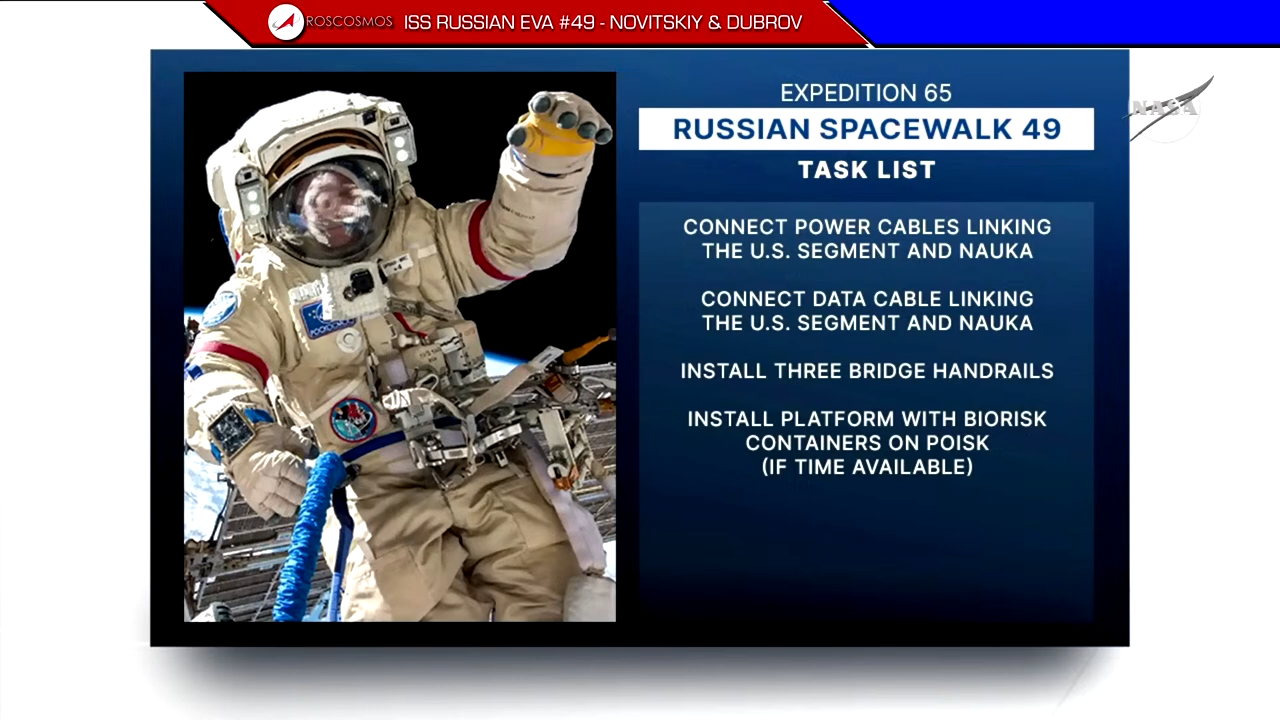 ROSCOSMOS ISS RUSSIAN EVA #49 - NOVITSKIY & DUBROV
NASA
EXPEDITION 65
RUSSIAN SPACEWALK 49
TASK LIST
CONNECT POWER CABLES LINKING
THE U.S. SEGMENT AND NAUKA
CONNECT DATA CABLE LINKING
THE U.S. SEGMENT AND NAUKA
INSTALL THREE BRIDGE HANDRAILS
INSTALL PLATFORM WITH BIORISK
CONTAINERS ON POISK
(IF TIME AVAILABLE)